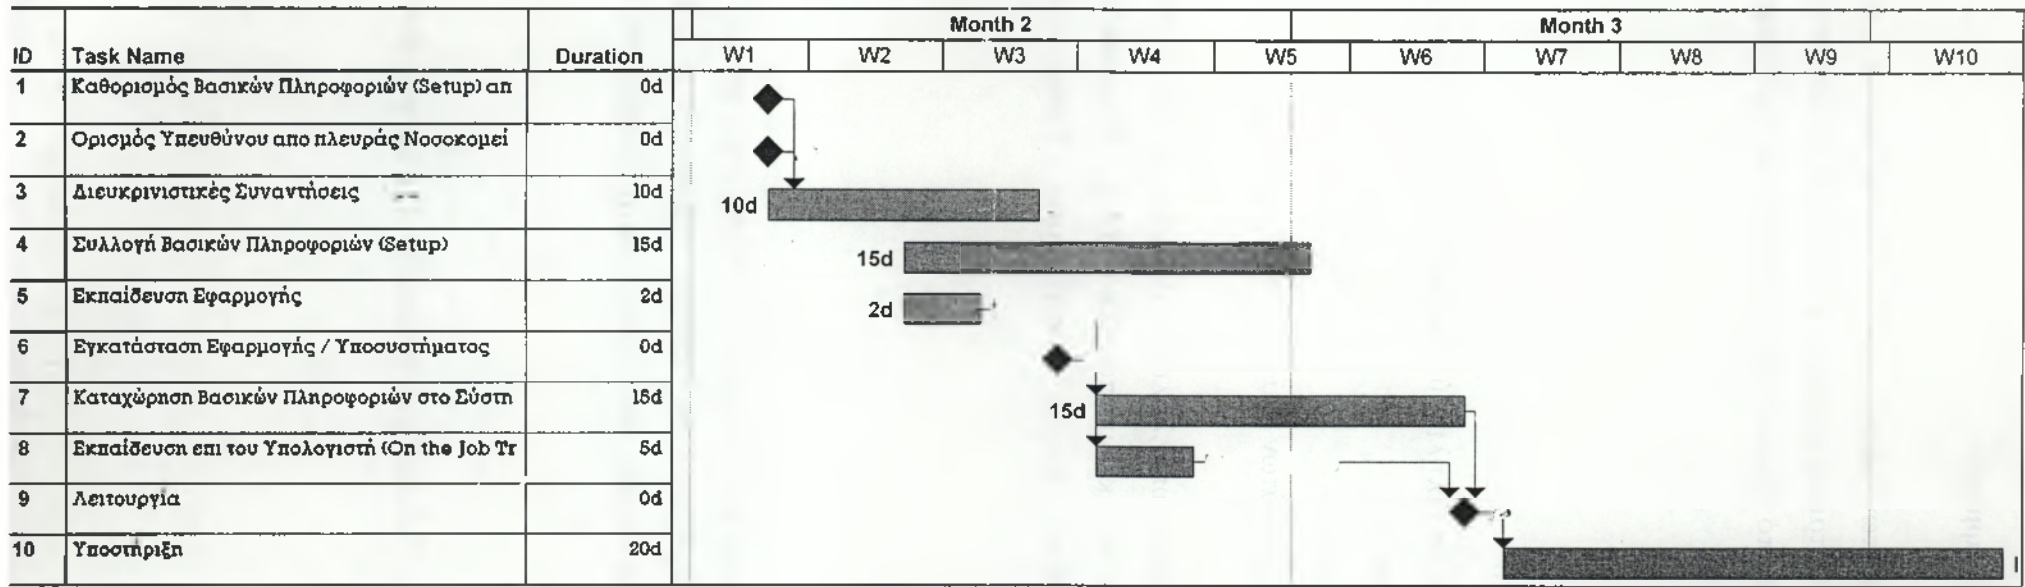 Month 2 Month 3
ID Task Name Duration W1 W2 W3 W4 W5 W6 W7 W8 W9 W10
1 Καθορισμός Βασικών Πληροφοριών (Setup) απ 0d
2 Ορισμός Υπευθύνου απο πλευράς Νοσοκομεί 0d
3 Διευκρινιστικές Συναντήσεις 10d 10d
4 Συλλογή Βασικών Πληροφοριών (Setup) 15d 15d
5 Εκπαίδευση Εφαρμογής 2d 2d
6 Εγκατάσταση Εφαρμογής / Υποσυστήματος 0d
7 Καταχώρηση Βασικών Πληροφοριών στο Σύστη 15d 15d
8 Εκπαίδευση επι του Υπολογιστή (On the Job Tr 5d
9 Λειτουργία 0d
10 Υποστήριξη 20d